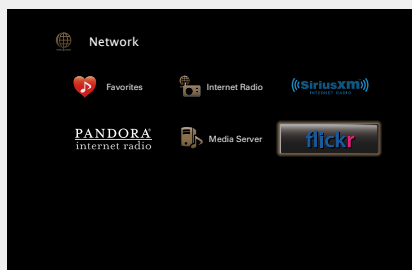 Network
Favorites
Internet Radio
((SiriusXM))
INTERNET RADIO
PANDORA®
internet radio
Media Server
flickr